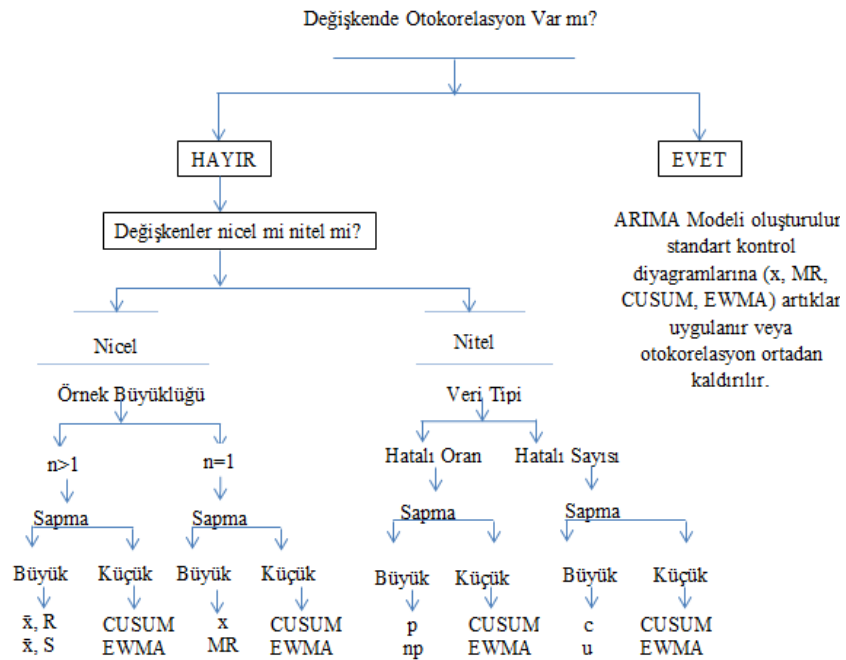 Değişkende Otokorelasyon Var mı?
HAYIR
EVET
Değişkenler nicel mi nitel mi?
ARIMA Modeli oluşturulur
standart kontrol
diyagramlarına (x, MR,
CUSUM, EWMA) artıklar
uygulanır veya
otokorelasyon ortadan
kaldırılır.
Nicel
Nitel
Örnek Büyüklüğü
Veri Tipi
n>1
n=1
Hatalı Oran
Hatalı Sayısı
Sapma
Sapma
Sapma
Sapma
Büyük
Küçük
Büyük
Küçük
Büyük
Küçük
Büyük
Küçük
x̄, R
x̄, S
CUSUM
EWMA
x
MR
CUSUM
EWMA
p
np
CUSUM
EWMA
c
u
CUSUM
EWMA